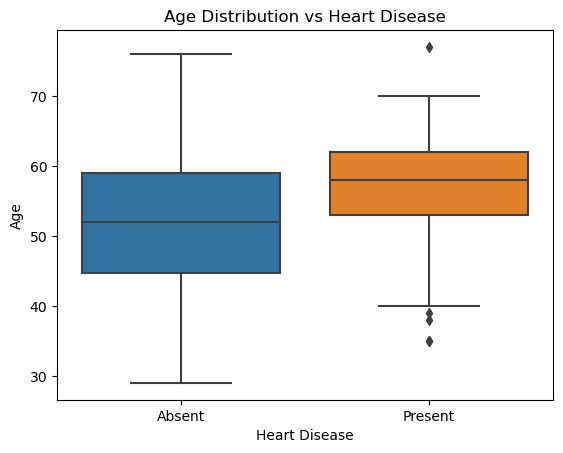 Age Distribution vs Heart Disease
Age
70
60
50
40
30
Absent
Present
Heart Disease